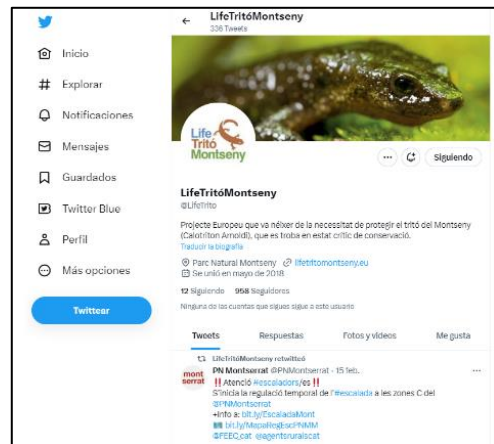 LifeTritóMontseny
336 Tweets
Inicio
Explorar
Notificaciones
Mensajes
Guardados
Twitter Blue
Perfil
Más opciones
Twittear
Life
Tritó
Montseny
Siguiendo
LifeTritóMontseny
@LifeTrito
Projecte Europeu que va néixer de la necessitat de protegir el tritó del Montseny
(Calotriton Arnoldi), que es troba en estat crític de conservació.
Traducir la biografía
Parc Natural Montseny lifetritomontseny.eu
Se unió en mayo de 2018
12 Siguiendo 958 Seguidores
Ninguna de las cuentas que sigues sigue a este usuario
Tweets Respuestas Fotos y vídeos Me gusta
LifeTritóMontseny retwitteó
mont
serrat
PN Montserrat @PNMontserrat · 15 feb.
‼ Atenció #escaladors/es ‼
S'inicia la regulació temporal de l'#escalada a les zones C del
@PNMontserrat
+Info a: bit.ly/EscaladaMont
bit.ly/MapaRegEscPNMM
@FEEC_cat @agentsruralscat